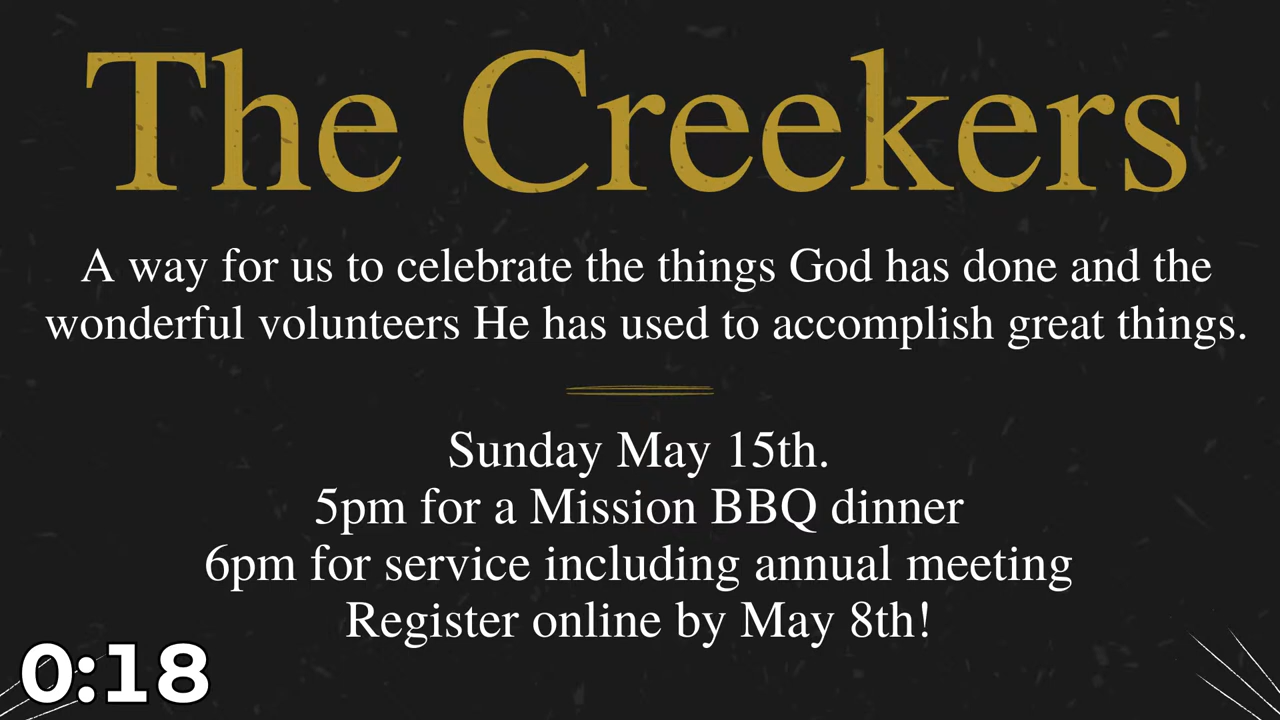 The Creekers
A way for us to celebrate the things God has done and the
wonderful volunteers He has used to accomplish great things.
Sunday May 15th.
5pm for a Mission BBQ dinner
6pm for service including annual meeting
Register online by May 8th!
0:18